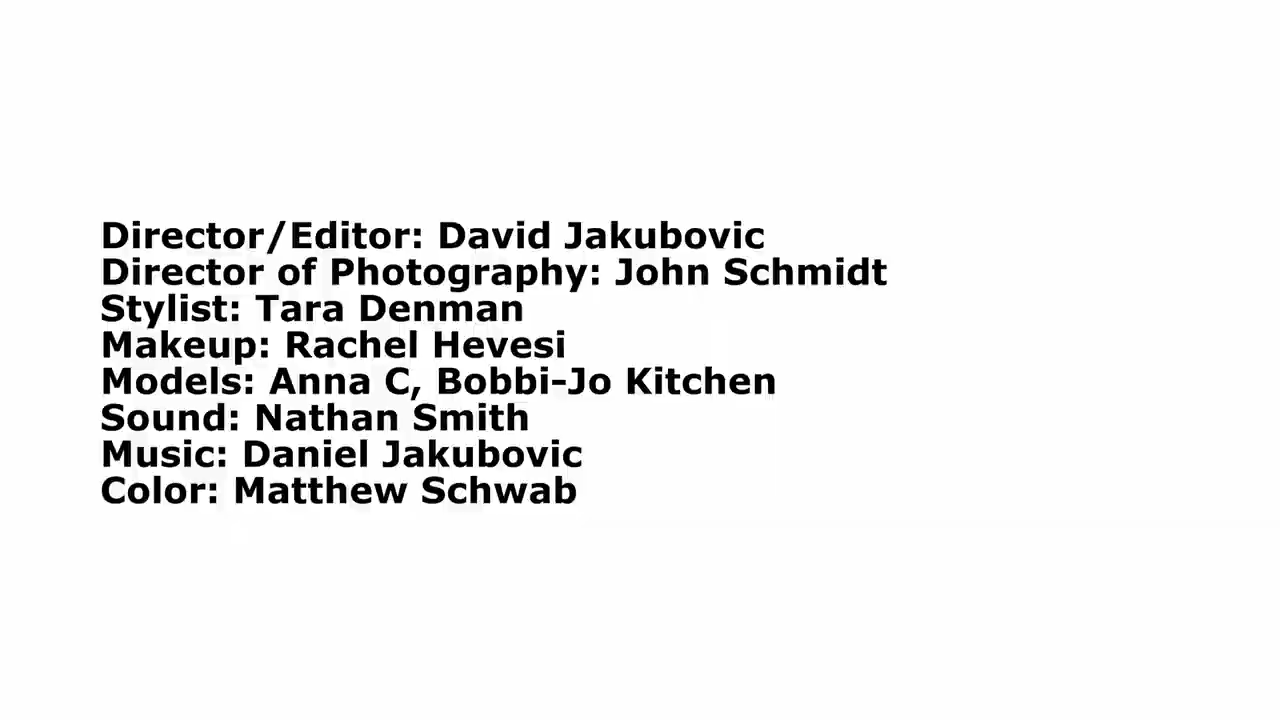 Director/Editor: David Jakubovic
Director of Photography: John Schmidt
Stylist: Tara Denman
Makeup: Rachel Hevesi
Models: Anna C, Bobbi-Jo Kitchen
Sound: Nathan Smith
Music: Daniel Jakubovic
Color: Matthew Schwab